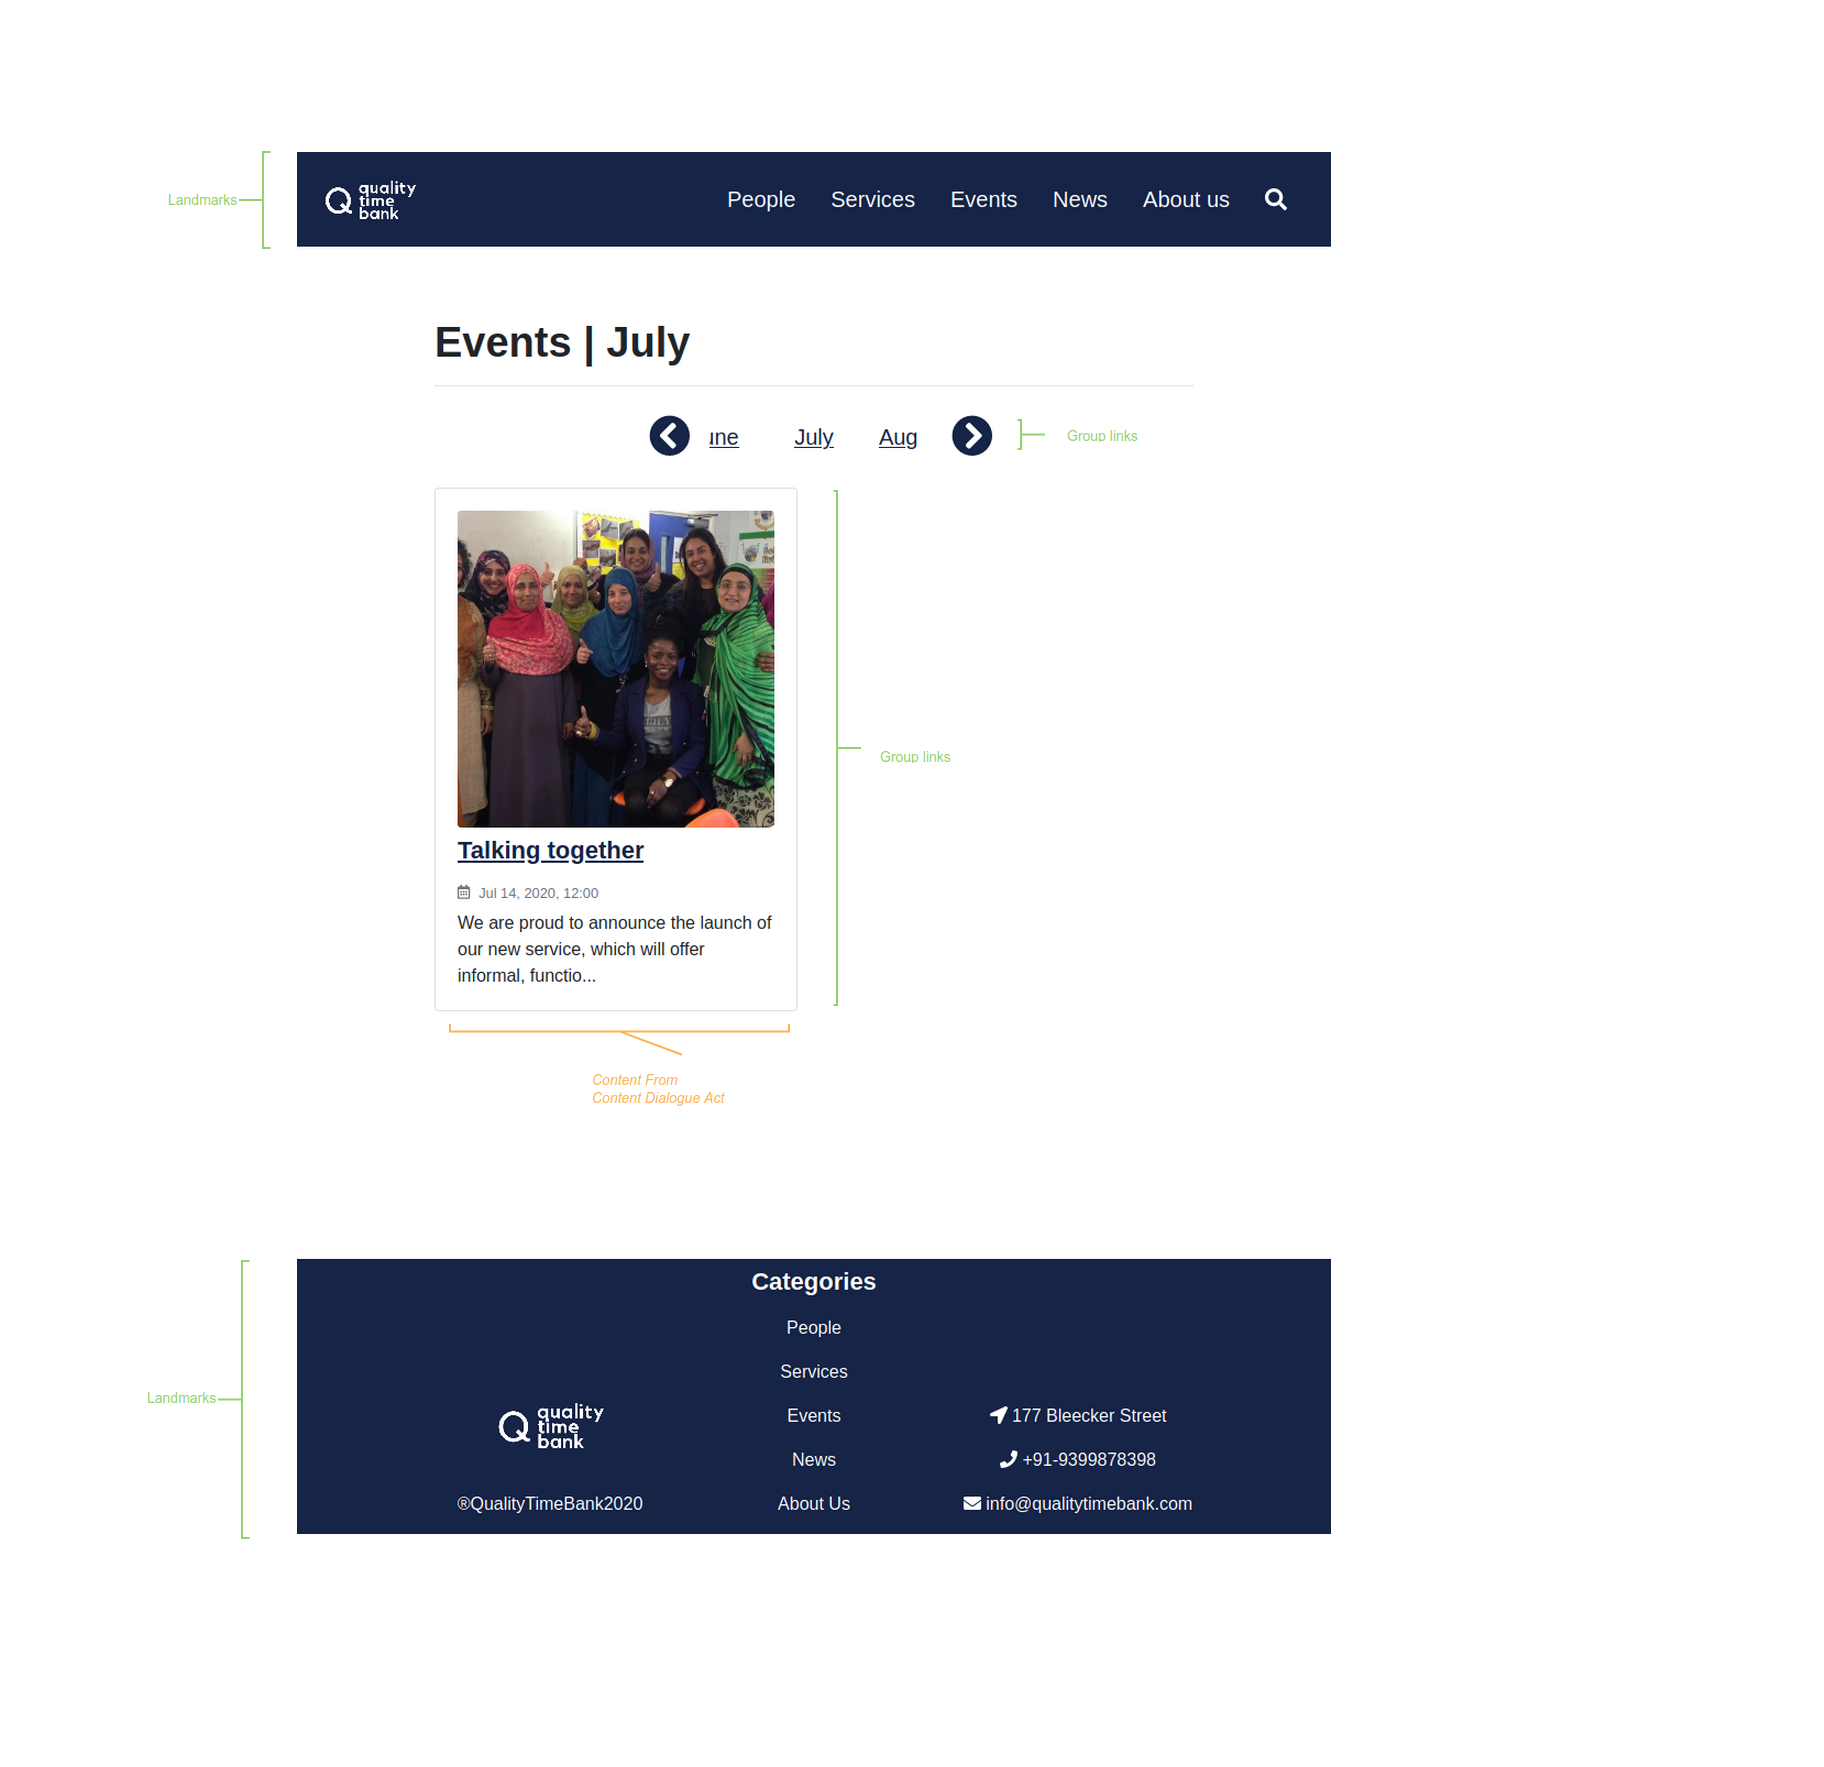 Landmarks
quality
time
bank
People Services Events News About us
Events | July
une July Aug
Group links
Group links
Talking together
Jul 14, 2020, 12:00
We are proud to announce the launch of
our new service, which will offer
informal, functio...
Content From
Content Dialogue Act
Landmarks
Categories
People
Services
quality
time
bank
Events
177 Bleecker Street
News
+91-9399878398
®QualityTimeBank2020
About Us
info@qualitytimebank.com